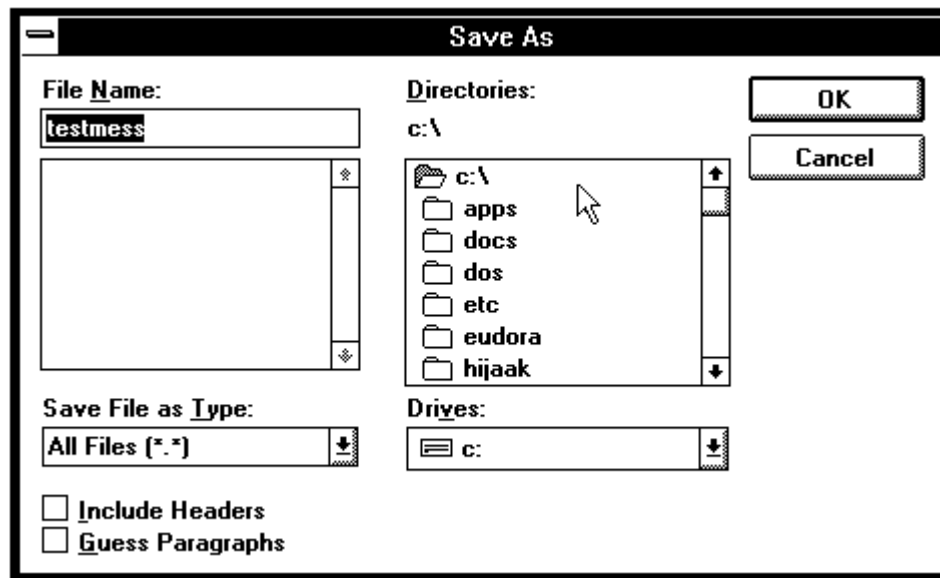 Save As
File Name:
testmess
Save File as Type:
All Files (*.*)
Include Headers
Guess Paragraphs
Directories:
c:\
c:\
apps
docs
dos
etc
eudora
hijaak
Drives:
c:
OK
Cancel